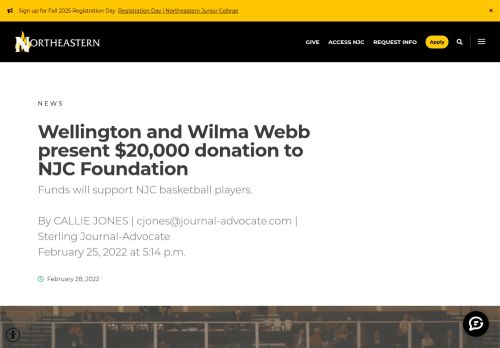 Sign up for Fall 2025 Registration Day Registration Day | Northeastern Junior College ×
NORTHEASTERN GIVE ACCESS NJC REQUEST INFO Apply
NEWS
Wellington and Wilma Webb
present $20,000 donation to
NJC Foundation
Funds will support NJC basketball players.
By CALLIE JONES | cjones@journal-advocate.com |
Sterling Journal-Advocate
February 25, 2022 at 5:14 p.m.
February 28, 2022